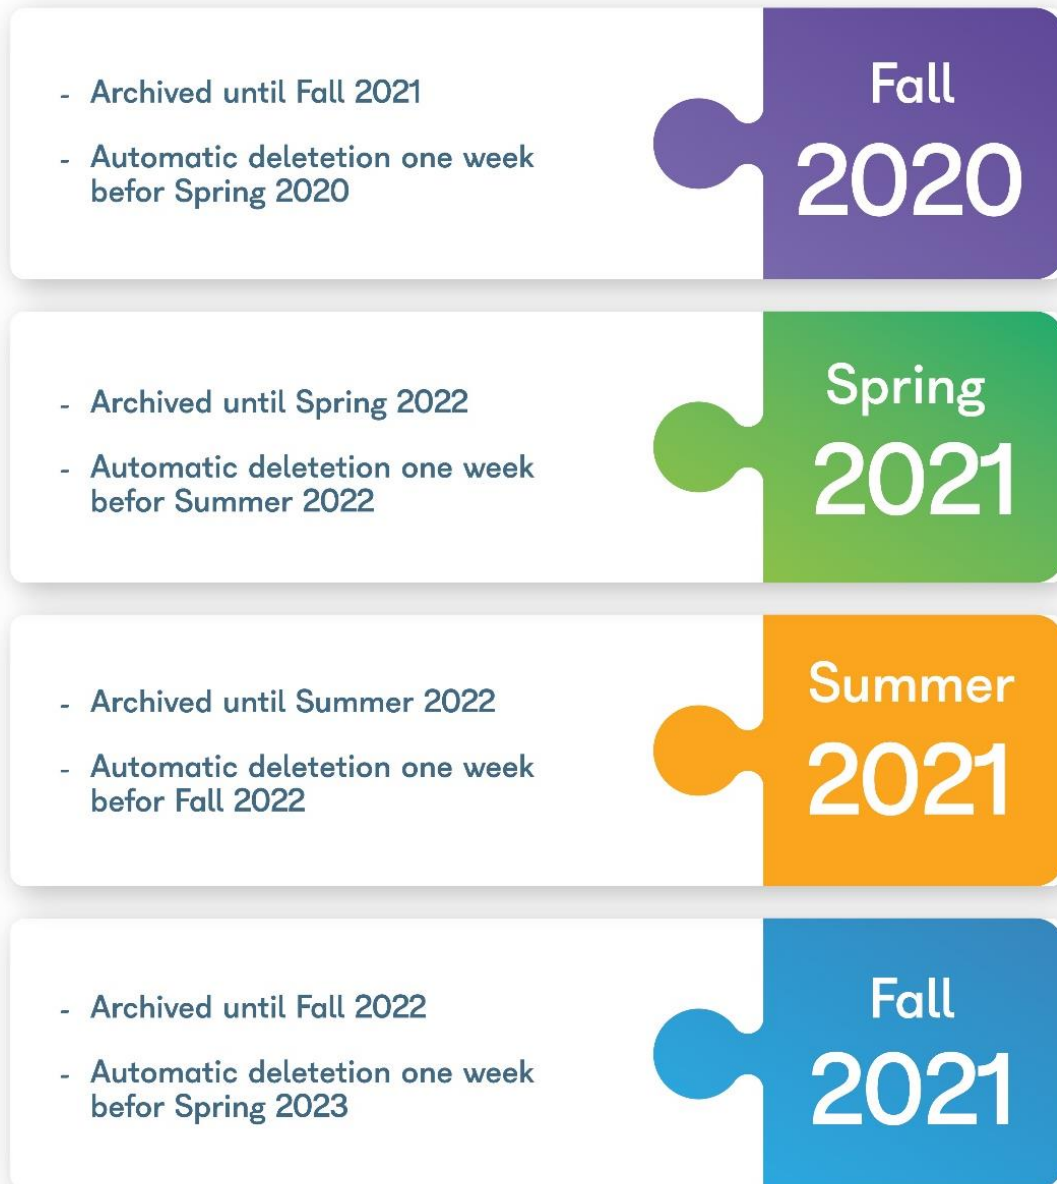 - Archived until Fall 2021
- Automatic deletetion one week
befor Spring 2020
Fall
2020
- Archived until Spring 2022
- Automatic deletetion one week
befor Summer 2022
Spring
2021
- Archived until Summer 2022
- Automatic deletetion one week
befor Fall 2022
Summer
2021
- Archived until Fall 2022
- Automatic deletetion one week
befor Spring 2023
Fall
2021